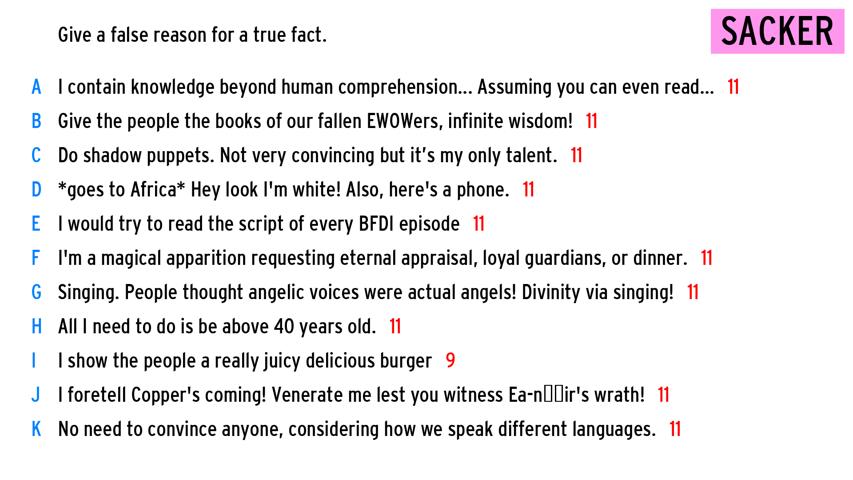 Give a false reason for a true fact.
SACKER
A I contain knowledge beyond human comprehension... Assuming you can even read... 11
B Give the people the books of our fallen EWOWers, infinite wisdom! 11
C Do shadow puppets. Not very convincing but it’s my only talent. 11
D *goes to Africa* Hey look I'm white! Also, here's a phone. 11
E I would try to read the script of every BFDI episode 11
F I'm a magical apparition requesting eternal appraisal, loyal guardians, or dinner. 11
G Singing. People thought angelic voices were actual angels! Divinity via singing! 11
H All I need to do is be above 40 years old. 11
I I show the people a really juicy delicious burger 9
J I foretell Copper's coming! Venerate me lest you witness Ea-n▯▯ir's wrath! 11
K No need to convince anyone, considering how we speak different languages. 11